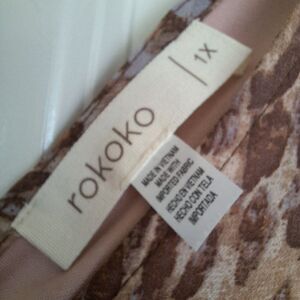 rokoko | 1X
MADE IN VIETNAM
MADE WITH
IMPORTED FABRIC
HECHO EN VIETNAM
HECHO CON TELA
IMPORTADA